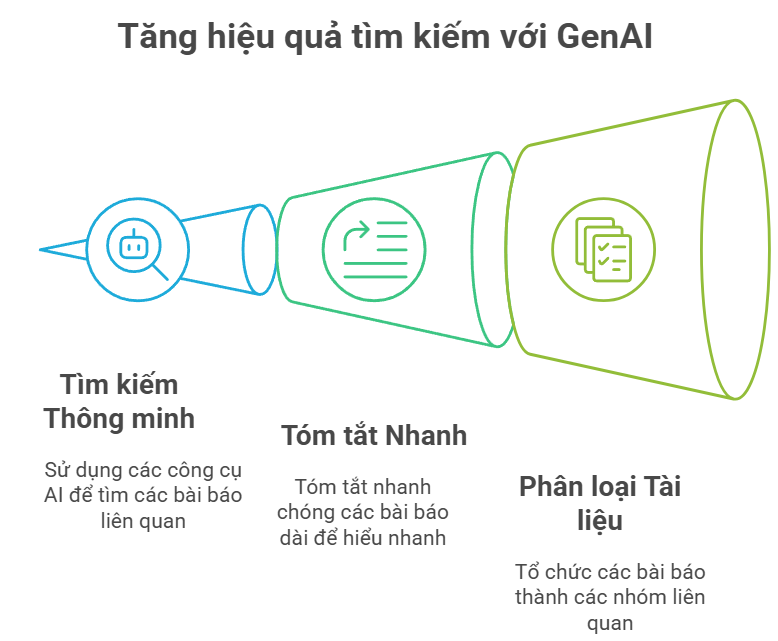 Tăng hiệu quả tìm kiếm với GenAI
Tìm kiếm
Thông minh
Sử dụng các công cụ
AI để tìm các bài báo
liên quan
Tóm tắt Nhanh
Tóm tắt nhanh
chóng các bài báo
dài để hiểu nhanh
Phân loại Tài
liệu
Tổ chức các bài báo
thành các nhóm liên
quan